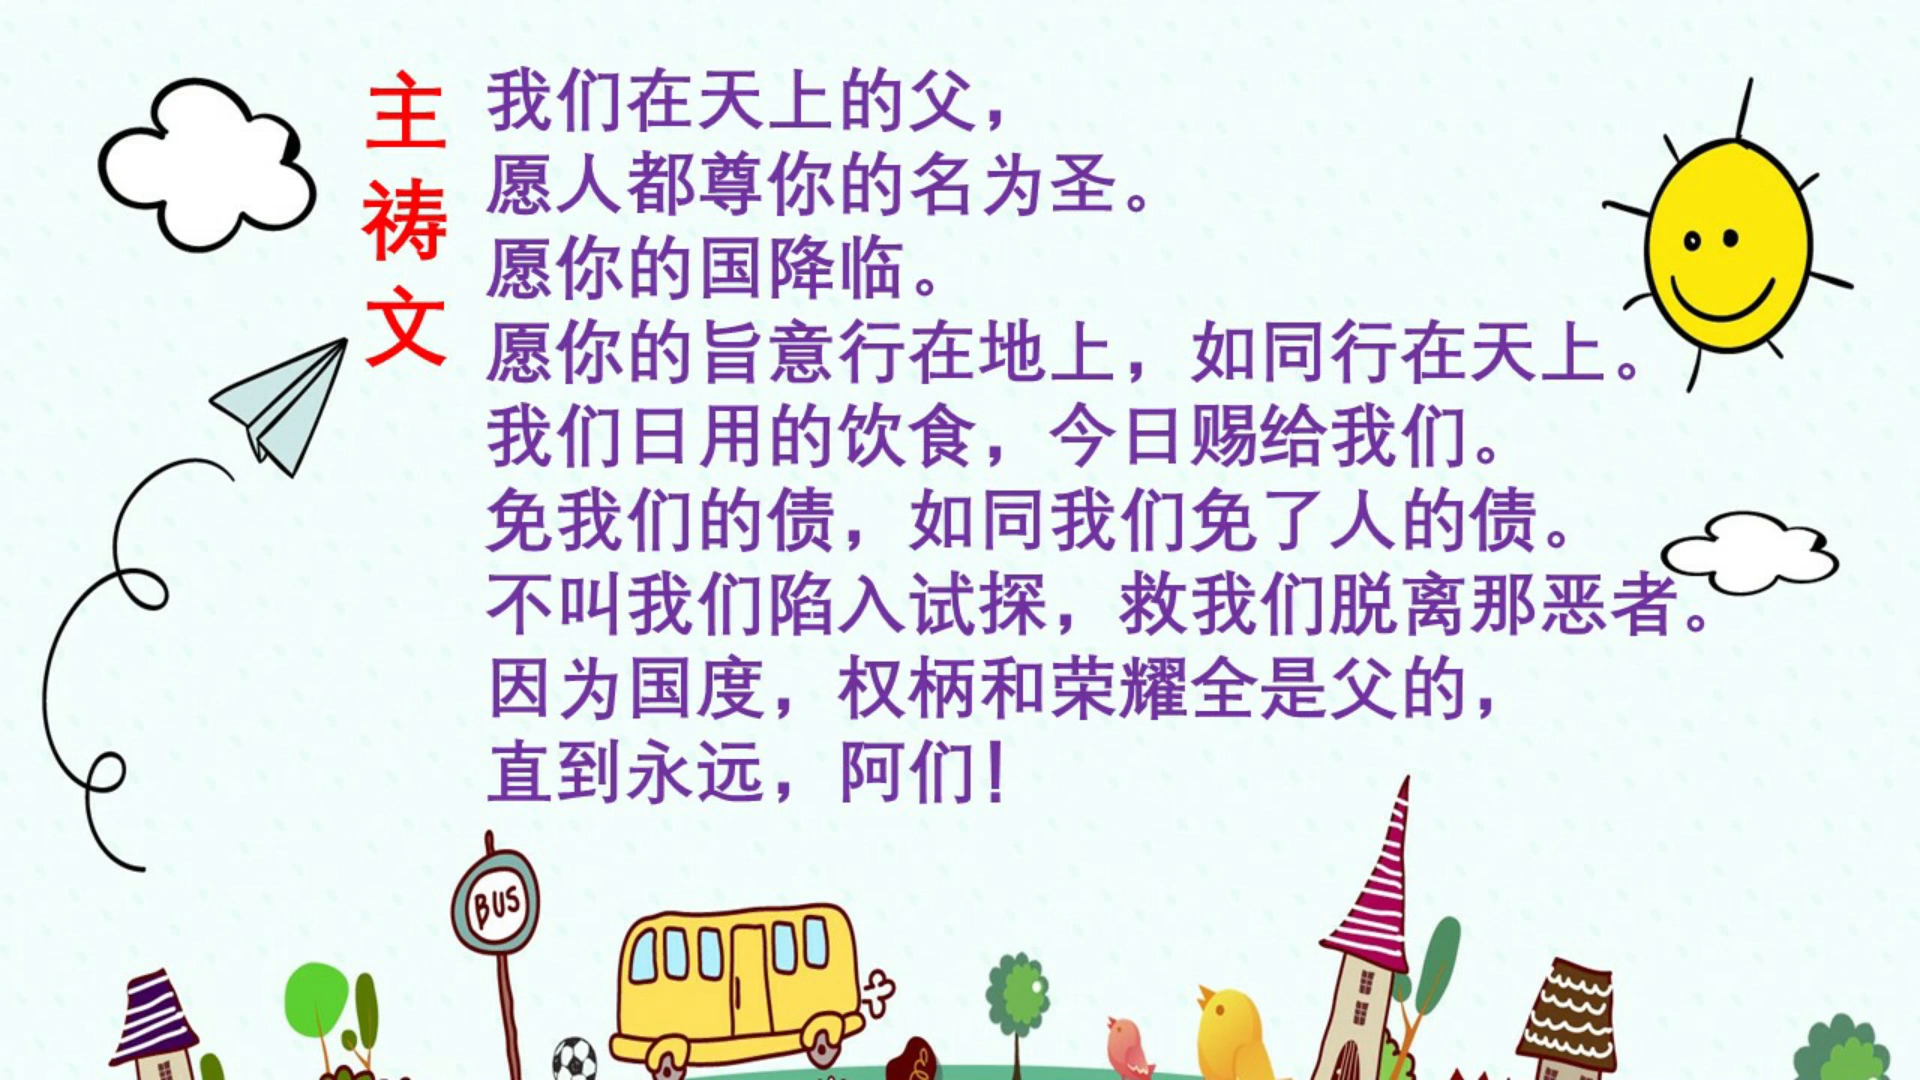 主祷文
我们在天上的父，
愿人都尊你的名为圣。
愿你的国降临。
愿你的旨意行在地上，如同行在天上。
我们日用的饮食，今日赐给我们。
免我们的债，如同我们免了人的债。
不叫我们陷入试探，救我们脱离那恶者。
因为国度，权柄和荣耀全是父的，
直到永远，阿们！
BUS